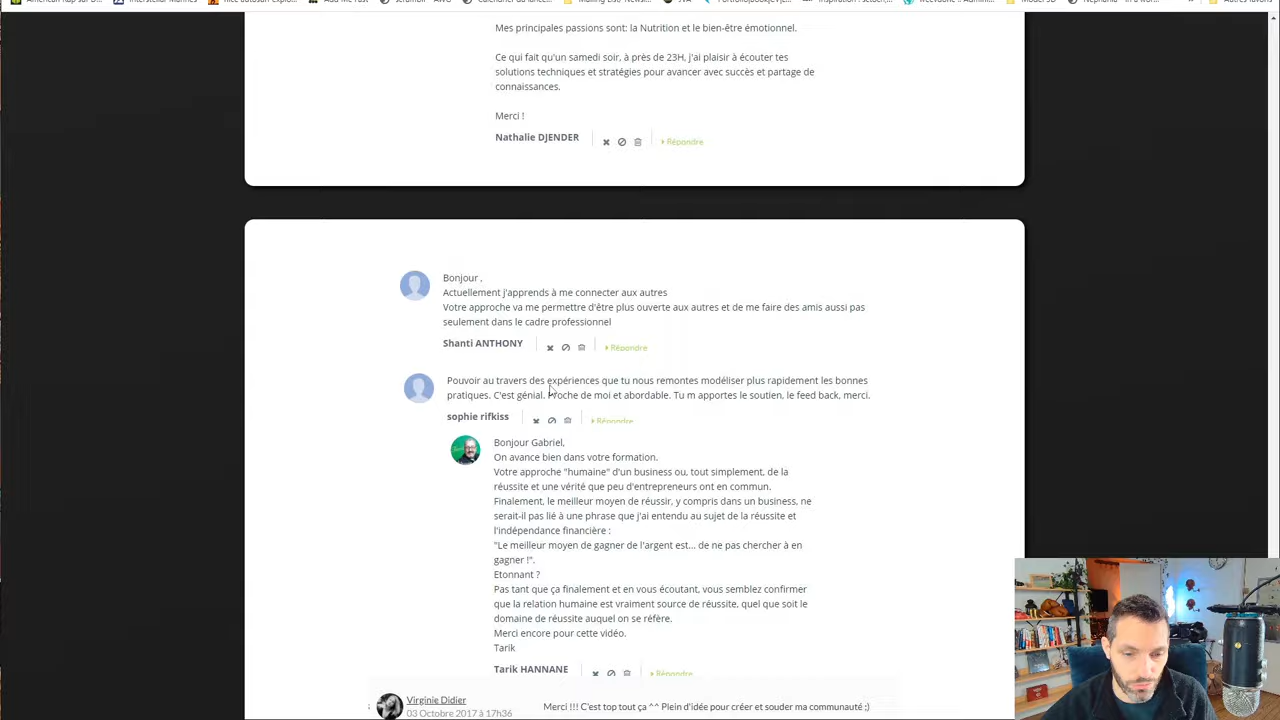 Mes principales passions sont: la Nutrition et le bien-être émotionnel.
Ce qui fait qu'un samedi soir, à près de 23H, j'ai plaisir à écouter tes
solutions techniques et stratégies pour avancer avec succès et partage de
connaissances.
Merci !
Nathalie DJENDER
Répondre
Bonjour ,
Actuellement j'apprends à me connecter aux autres
Votre approche va me permettre d'être plus ouverte aux autres et de me faire des amis aussi pas
seulement dans le cadre professionnel
Shanti ANTHONY
Répondre
Pouvoir au travers des expériences que tu nous remontes modéliser plus rapidement les bonnes
pratiques. C'est génial. Proche de moi et abordable. Tu m apportes le soutien, le feed back, merci.
sophie rifkiss
Répondre
Bonjour Gabriel,
On avance bien dans votre formation.
Votre approche "humaine" d'un business ou, tout simplement, de la
réussite et une vérité que peu d'entrepreneurs ont en commun.
Finalement, le meilleur moyen de réussir, y compris dans un business, ne
serait-il pas lié à une phrase que j'ai entendu au sujet de la réussite et
l'indépendance financière :
"Le meilleur moyen de gagner de l'argent est... de ne pas chercher à en
gagner !".
Etonnant ?
Pas tant que ça finalement et en vous écoutant, vous semblez confirmer
que la relation humaine est vraiment source de réussite, quel que soit le
domaine de réussite auquel on se réfère.
Merci encore pour cette vidéo.
Tarik
Tarik HANNANE
Répondre
Virginie Didier
03 Octobre 2017 à 17h36
Merci !!! C'est top tout ça ^^ Plein d'idée pour créer et souder ma communauté ;)